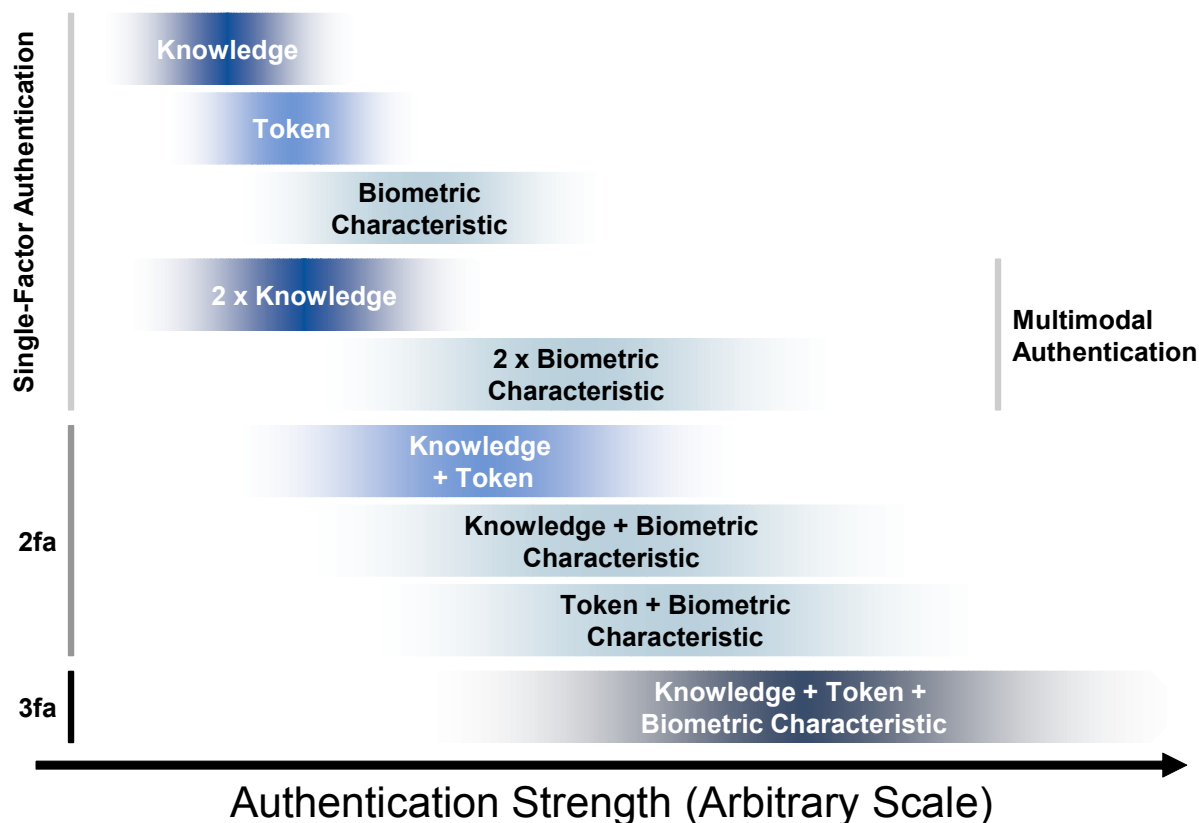 Single-Factor Authentication
Knowledge
Token
Biometric
Characteristic
2 x Knowledge
2 x Biometric
Characteristic
Multimodal
Authentication
2fa
Knowledge
+ Token
Knowledge + Biometric
Characteristic
Token + Biometric
Characteristic
3fa
Knowledge + Token +
Biometric Characteristic
Authentication Strength (Arbitrary Scale)